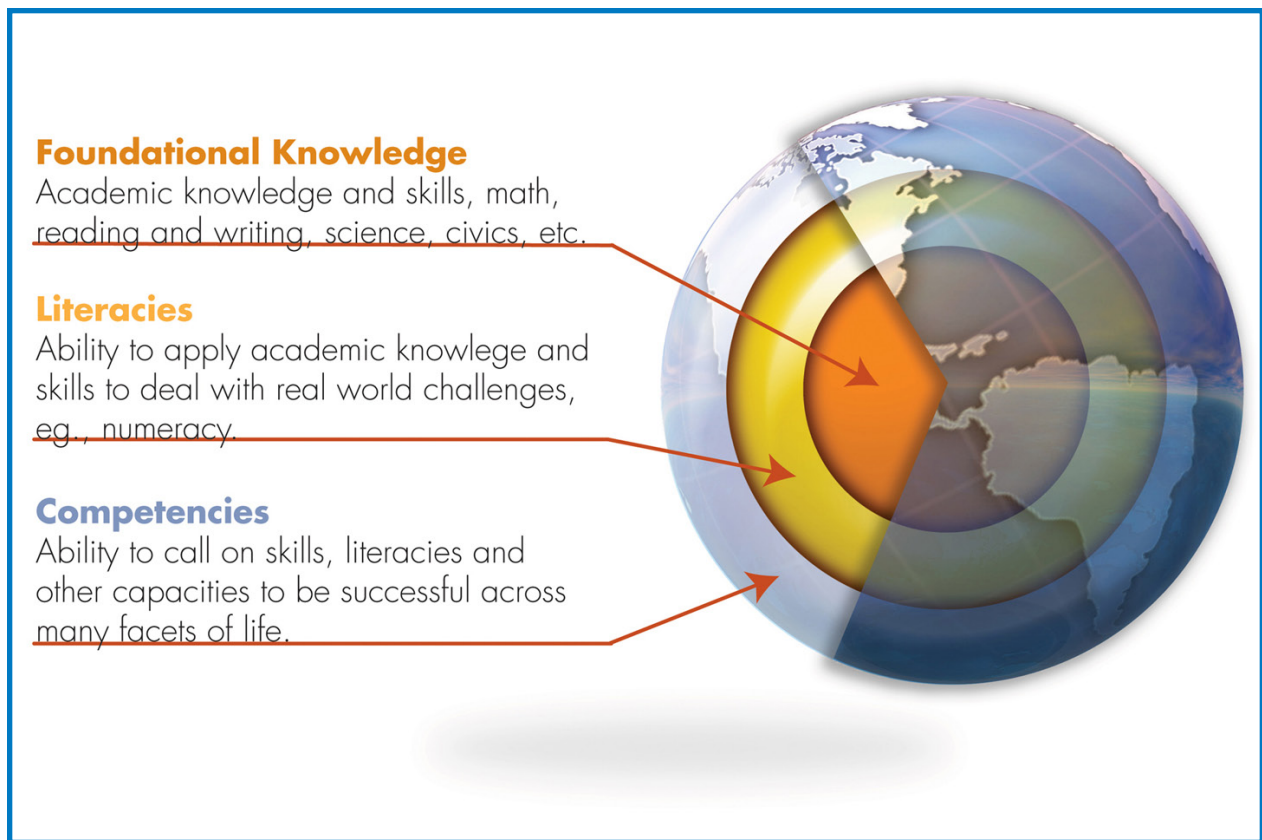 Foundational Knowledge
Academic knowledge and skills, math,
reading and writing, science, civics, etc.
Literacies
Ability to apply academic knowlege and
skills to deal with real world challenges,
eg., numeracy.
Competencies
Ability to call on skills, literacies and
other capacities to be successful across
many facets of life.